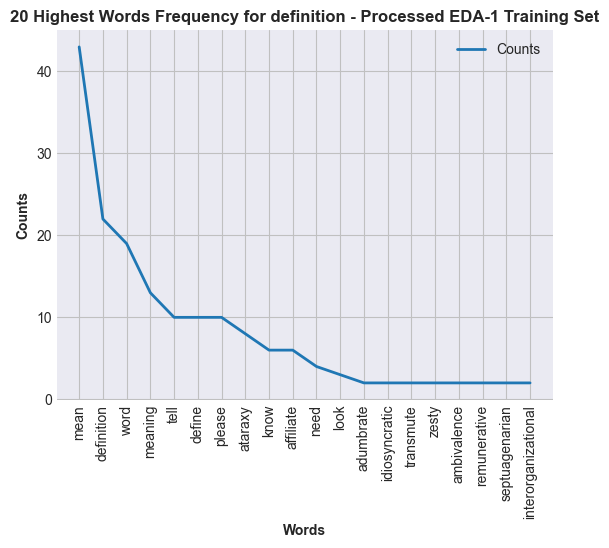 20 Highest Words Frequency for definition - Processed EDA-1 Training Set
Counts
40
30
20
10
0
Counts
mean
definition
word
meaning
tell
define
please
ataraxy
know
affiliate
need
look
adumbrate
idiosyncratic
transmute
zesty
ambivalence
remunerative
septuagenarian
interorganizational
Words